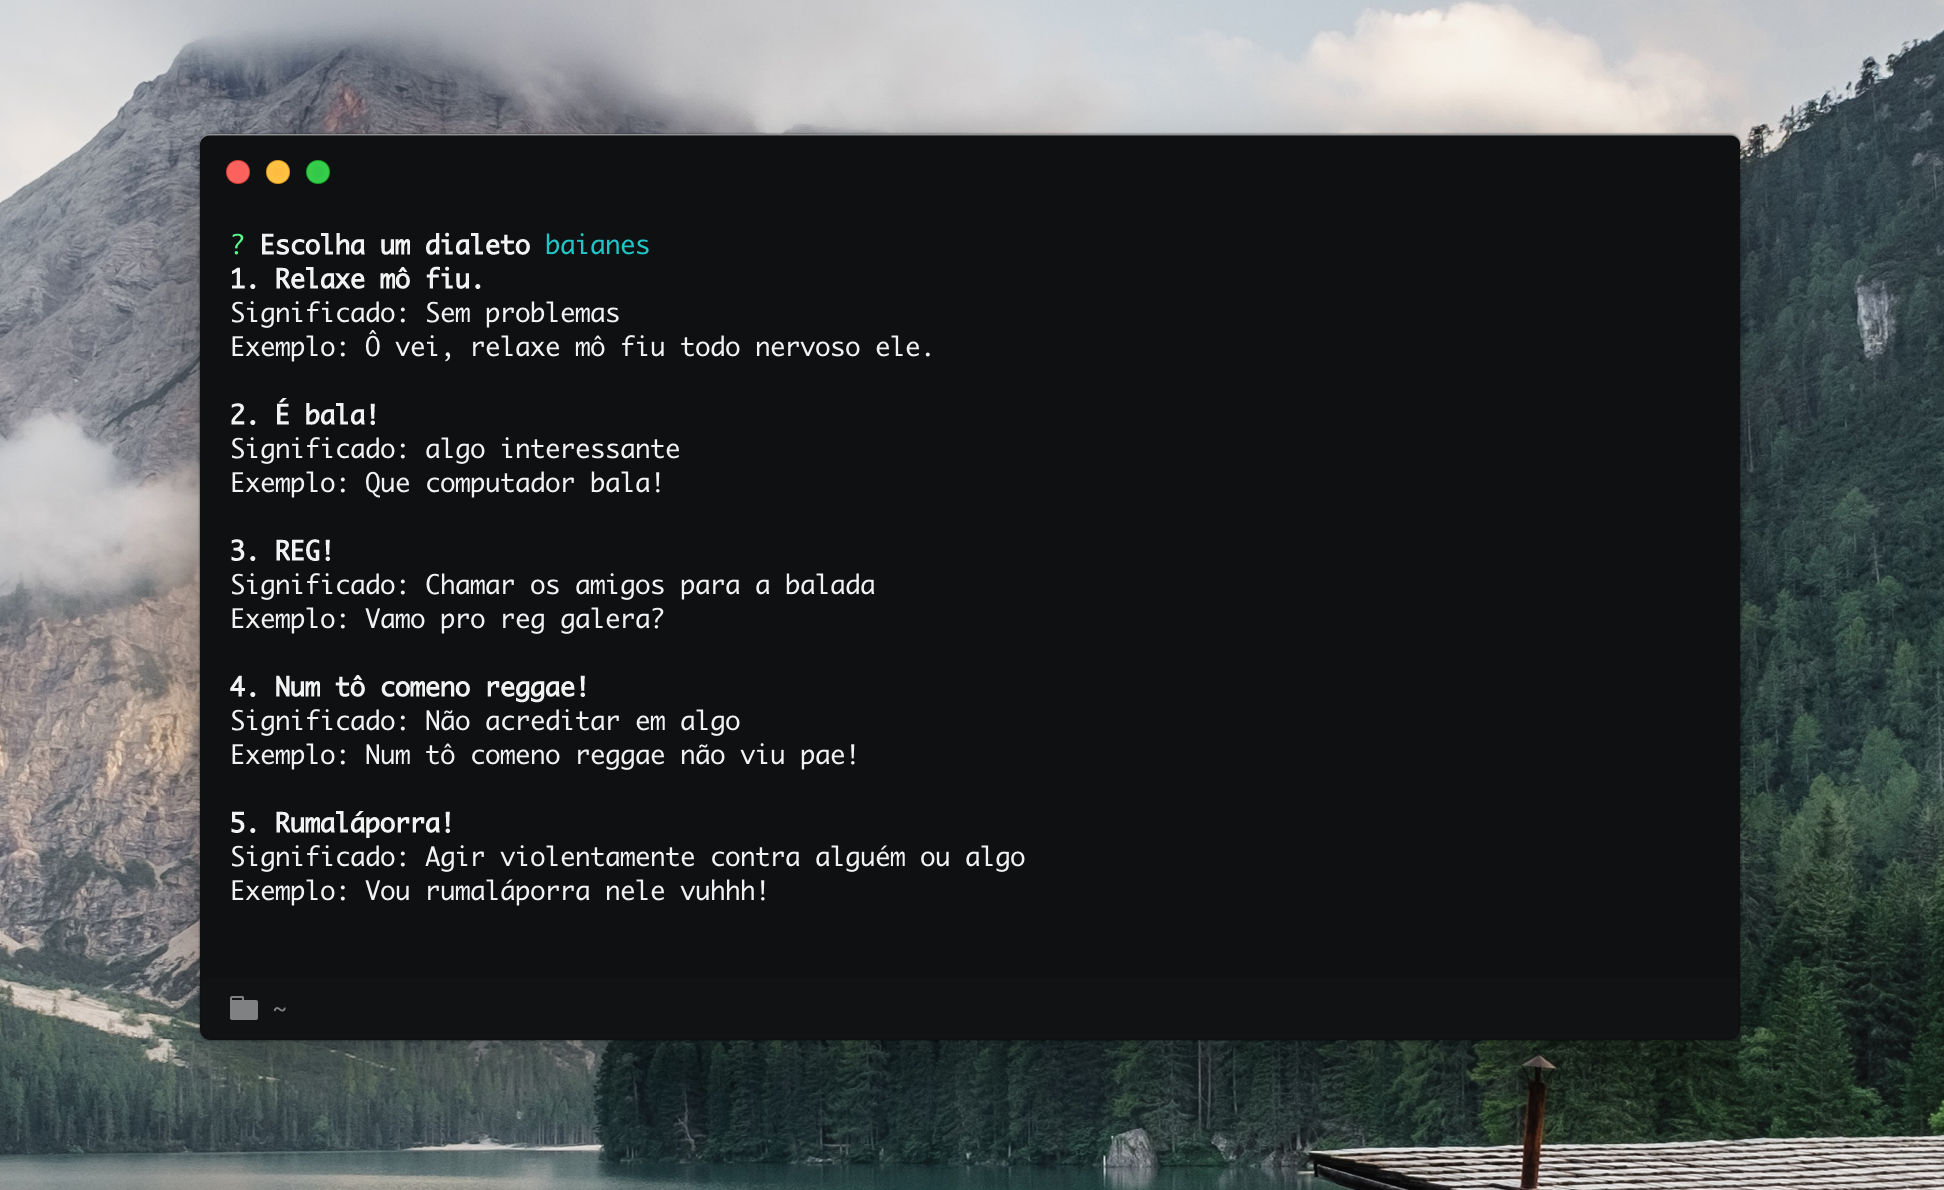 ? Escolha um dialeto baianes
1. Relaxe mô fiu.
Significado: Sem problemas
Exemplo: Ô vei, relaxe mô fiu todo nervoso ele.
2. É bala!
Significado: algo interessante
Exemplo: Que computador bala!
3. REG!
Significado: Chamar os amigos para a balada
Exemplo: Vamo pro reg galera?
4. Num tô comeno reggae!
Significado: Não acreditar em algo
Exemplo: Num tô comeno reggae não viu pae!
5. Rumaláporra!
Significado: Agir violentamente contra alguém ou algo
Exemplo: Vou rumaláporra nele vuhhh!
~